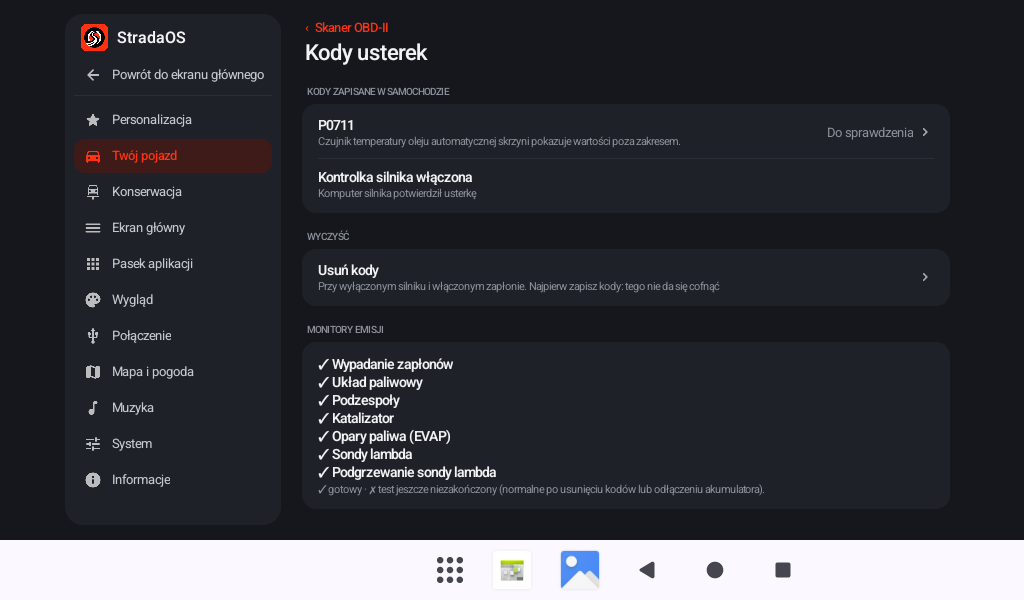 StradaOS
Powrót do ekranu głównego
Personalizacja
Twój pojazd
Konserwacja
Ekran główny
Pasek aplikacji
Wygląd
Połączenie
Mapa i pogoda
Muzyka
System
Informacje
‹ Skaner OBD-II
Kody usterek
KODY ZAPISANE W SAMOCHODZIE
P0711
Czujnik temperatury oleju automatycznej skrzyni pokazuje wartości poza zakresem.
Do sprawdzenia
Kontrolka silnika włączona
Komputer silnika potwierdził usterkę
WYCZYŚĆ
Usuń kody
Przy wyłączonym silniku i włączonym zapłonie. Najpierw zapisz kody: tego nie da się cofnąć
MONITORY EMISJI
✓ Wypadanie zapłonów
✓ Układ paliwowy
✓ Podzespoły
✓ Katalizator
✓ Opary paliwa (EVAP)
✓ Sondy lambda
✓ Podgrzewanie sondy lambda
✓ gotowy · ✗ test jeszcze niezakończony (normalne po usunięciu kodów lub odłączeniu akumulatora).